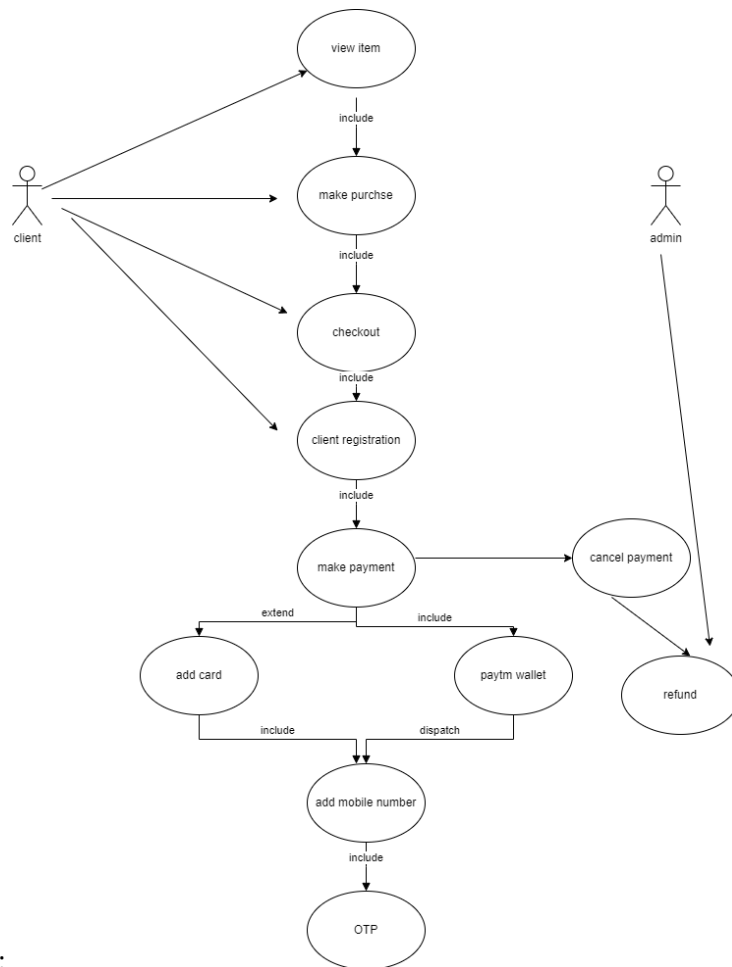 view item
include
make purchse
client
admin
include
checkout
include
client registration
include
make payment
cancel payment
extend
include
add card
paytm wallet
refund
include
dispatch
add mobile number
include
OTP
: